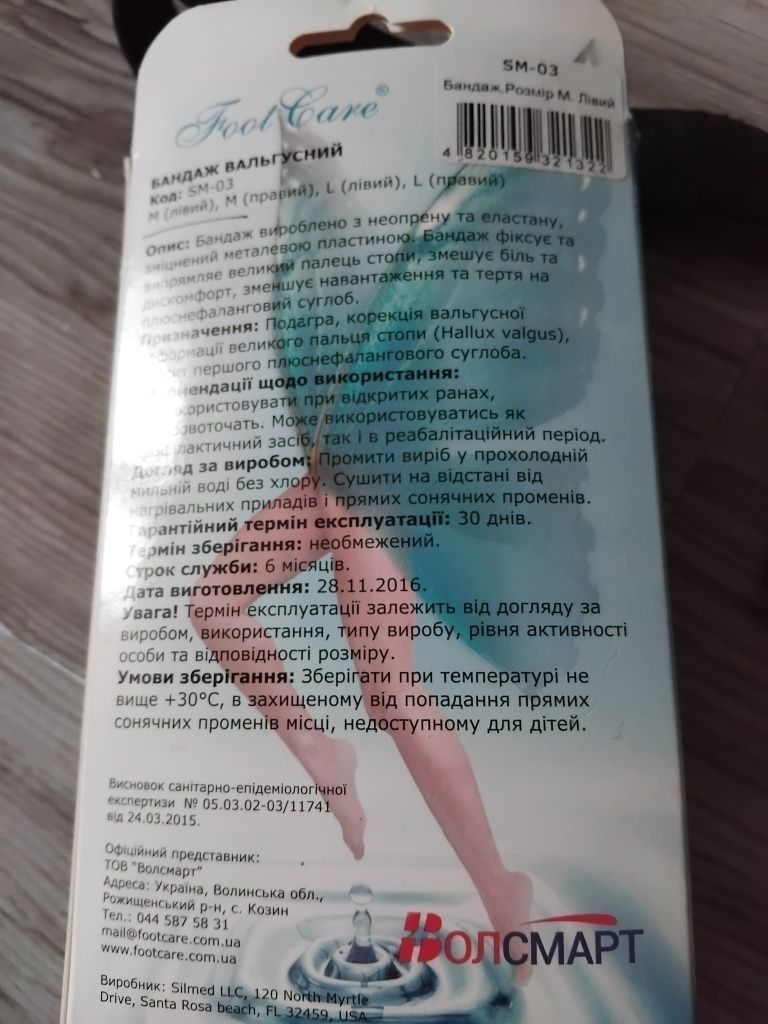 SM-03
Бандаж.Розмір М. Лівий
4 820159 321322
Foot Care®
БАНДАЖ ВАЛЬГУСНИЙ
Код: SM-03
М (лівий), М (правий), L (лівий), L (правий)
Опис: Бандаж вироблено з неопрену та еластану,
зміцнений металевою пластиною. Бандаж фіксує та
випрямляє великий палець стопи, змешує біль та
дискомфорт, зменшує навантаження та тертя на
плюснефаланговий суглоб.
Призначення: Подагра, корекція вальгусної
великого пальця стопи (Hallux valgus),
першого плюснефалангового суглоба.
щодо використання:
при відкритих ранах,
Може використовуватись як
засіб, так і в реабалітаційний період.
Догляд за виробом: Промити виріб у прохолодній
мильній воді без хлору. Сушити на відстані від
нагрівальних приладів і прямих сонячних променів.
Гарантійний термін експлуатації: 30 днів.
Термін зберігання: необмежений.
Строк служби: 6 місяців.
Дата виготовлення: 28.11.2016.
Увага! Термін експлуатації залежить від догляду за
виробом, використання, типу виробу, рівня активності
особи та відповідності розміру.
Умови зберігання: Зберігати при температурі не
вище +30°С, в захищеному від попадання прямих
сонячних променів місці, недоступному для дітей.
Висновок санітарно-епідеміологічної
експертизи № 05.03.02-03/11741
від 24.03.2015.
Офіційний представник:
ТОВ "Волсмарт"
Адреса: Україна, Волинська обл.,
Рожищенський р-н, с. Козин
Тел.: 044 587 58 31
mail@footcare.com.ua
www.footcare.com.ua
ВОЛСМАРТ
Виробник: Silmed LLC, 120 North Myrtle
Drive, Santa Rosa beach, FL 32459, USA.